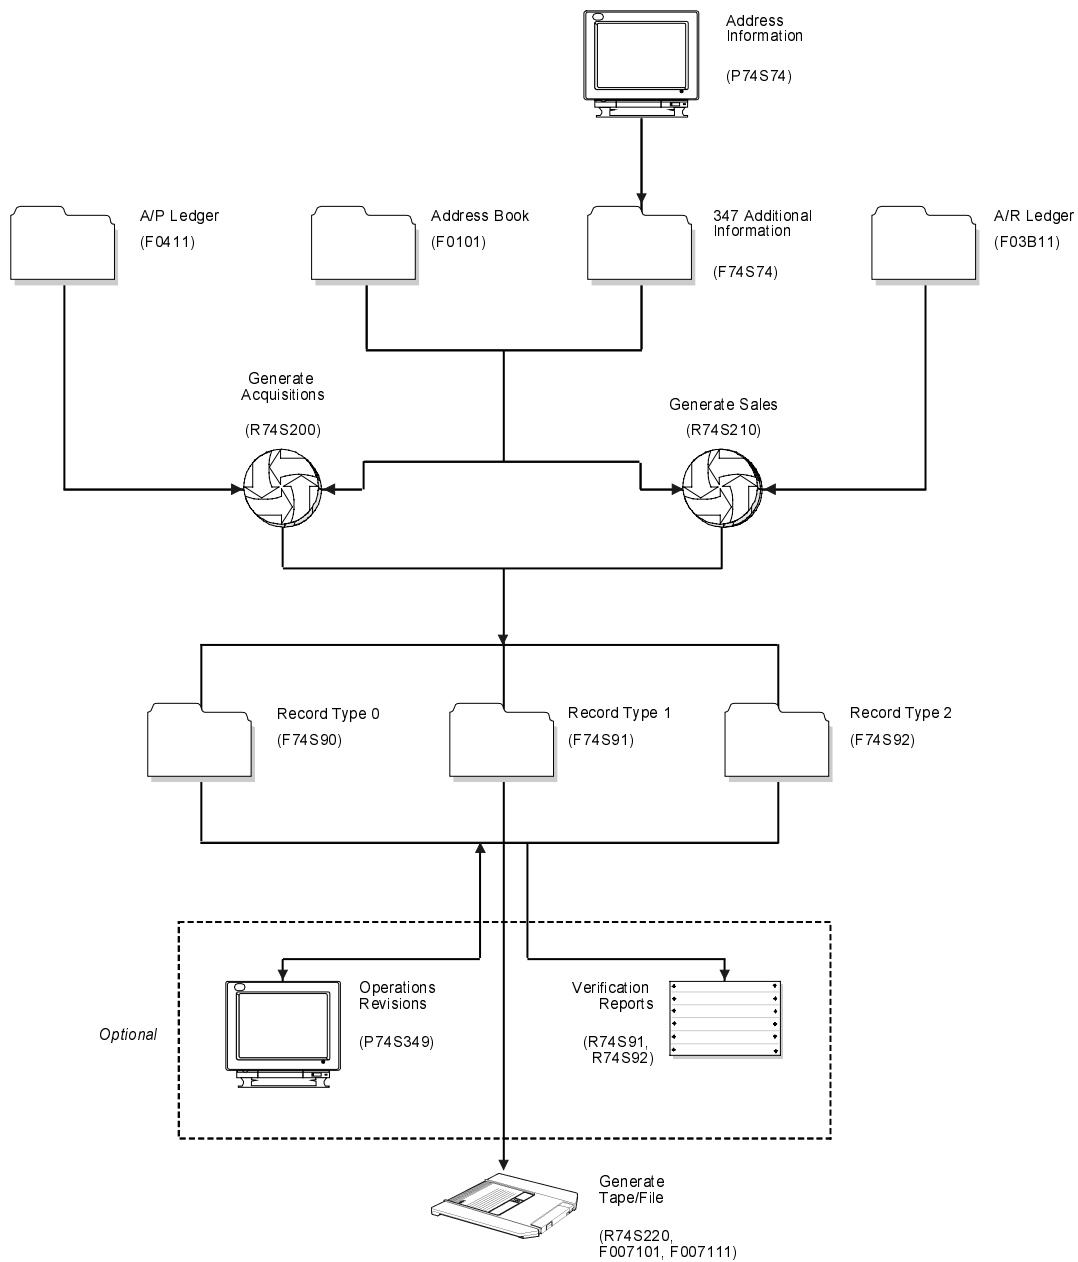 Address
Information
(P74S74)
A/P Ledger
(F0411)
Address Book
(F0101)
347 Additional
Information
(F74S74)
A/R Ledger
(F03B11)
Generate
Acquisitions
(R74S200)
Generate Sales
(R74S210)
Record Type 0
(F74S90)
Record Type 1
(F74S91)
Record Type 2
(F74S92)
Optional
Operations
Revisions
(P74S349)
Verification
Reports
(R74S91,
R74S92)
Generate
Tape/File
(R74S220,
F007101, F007111)